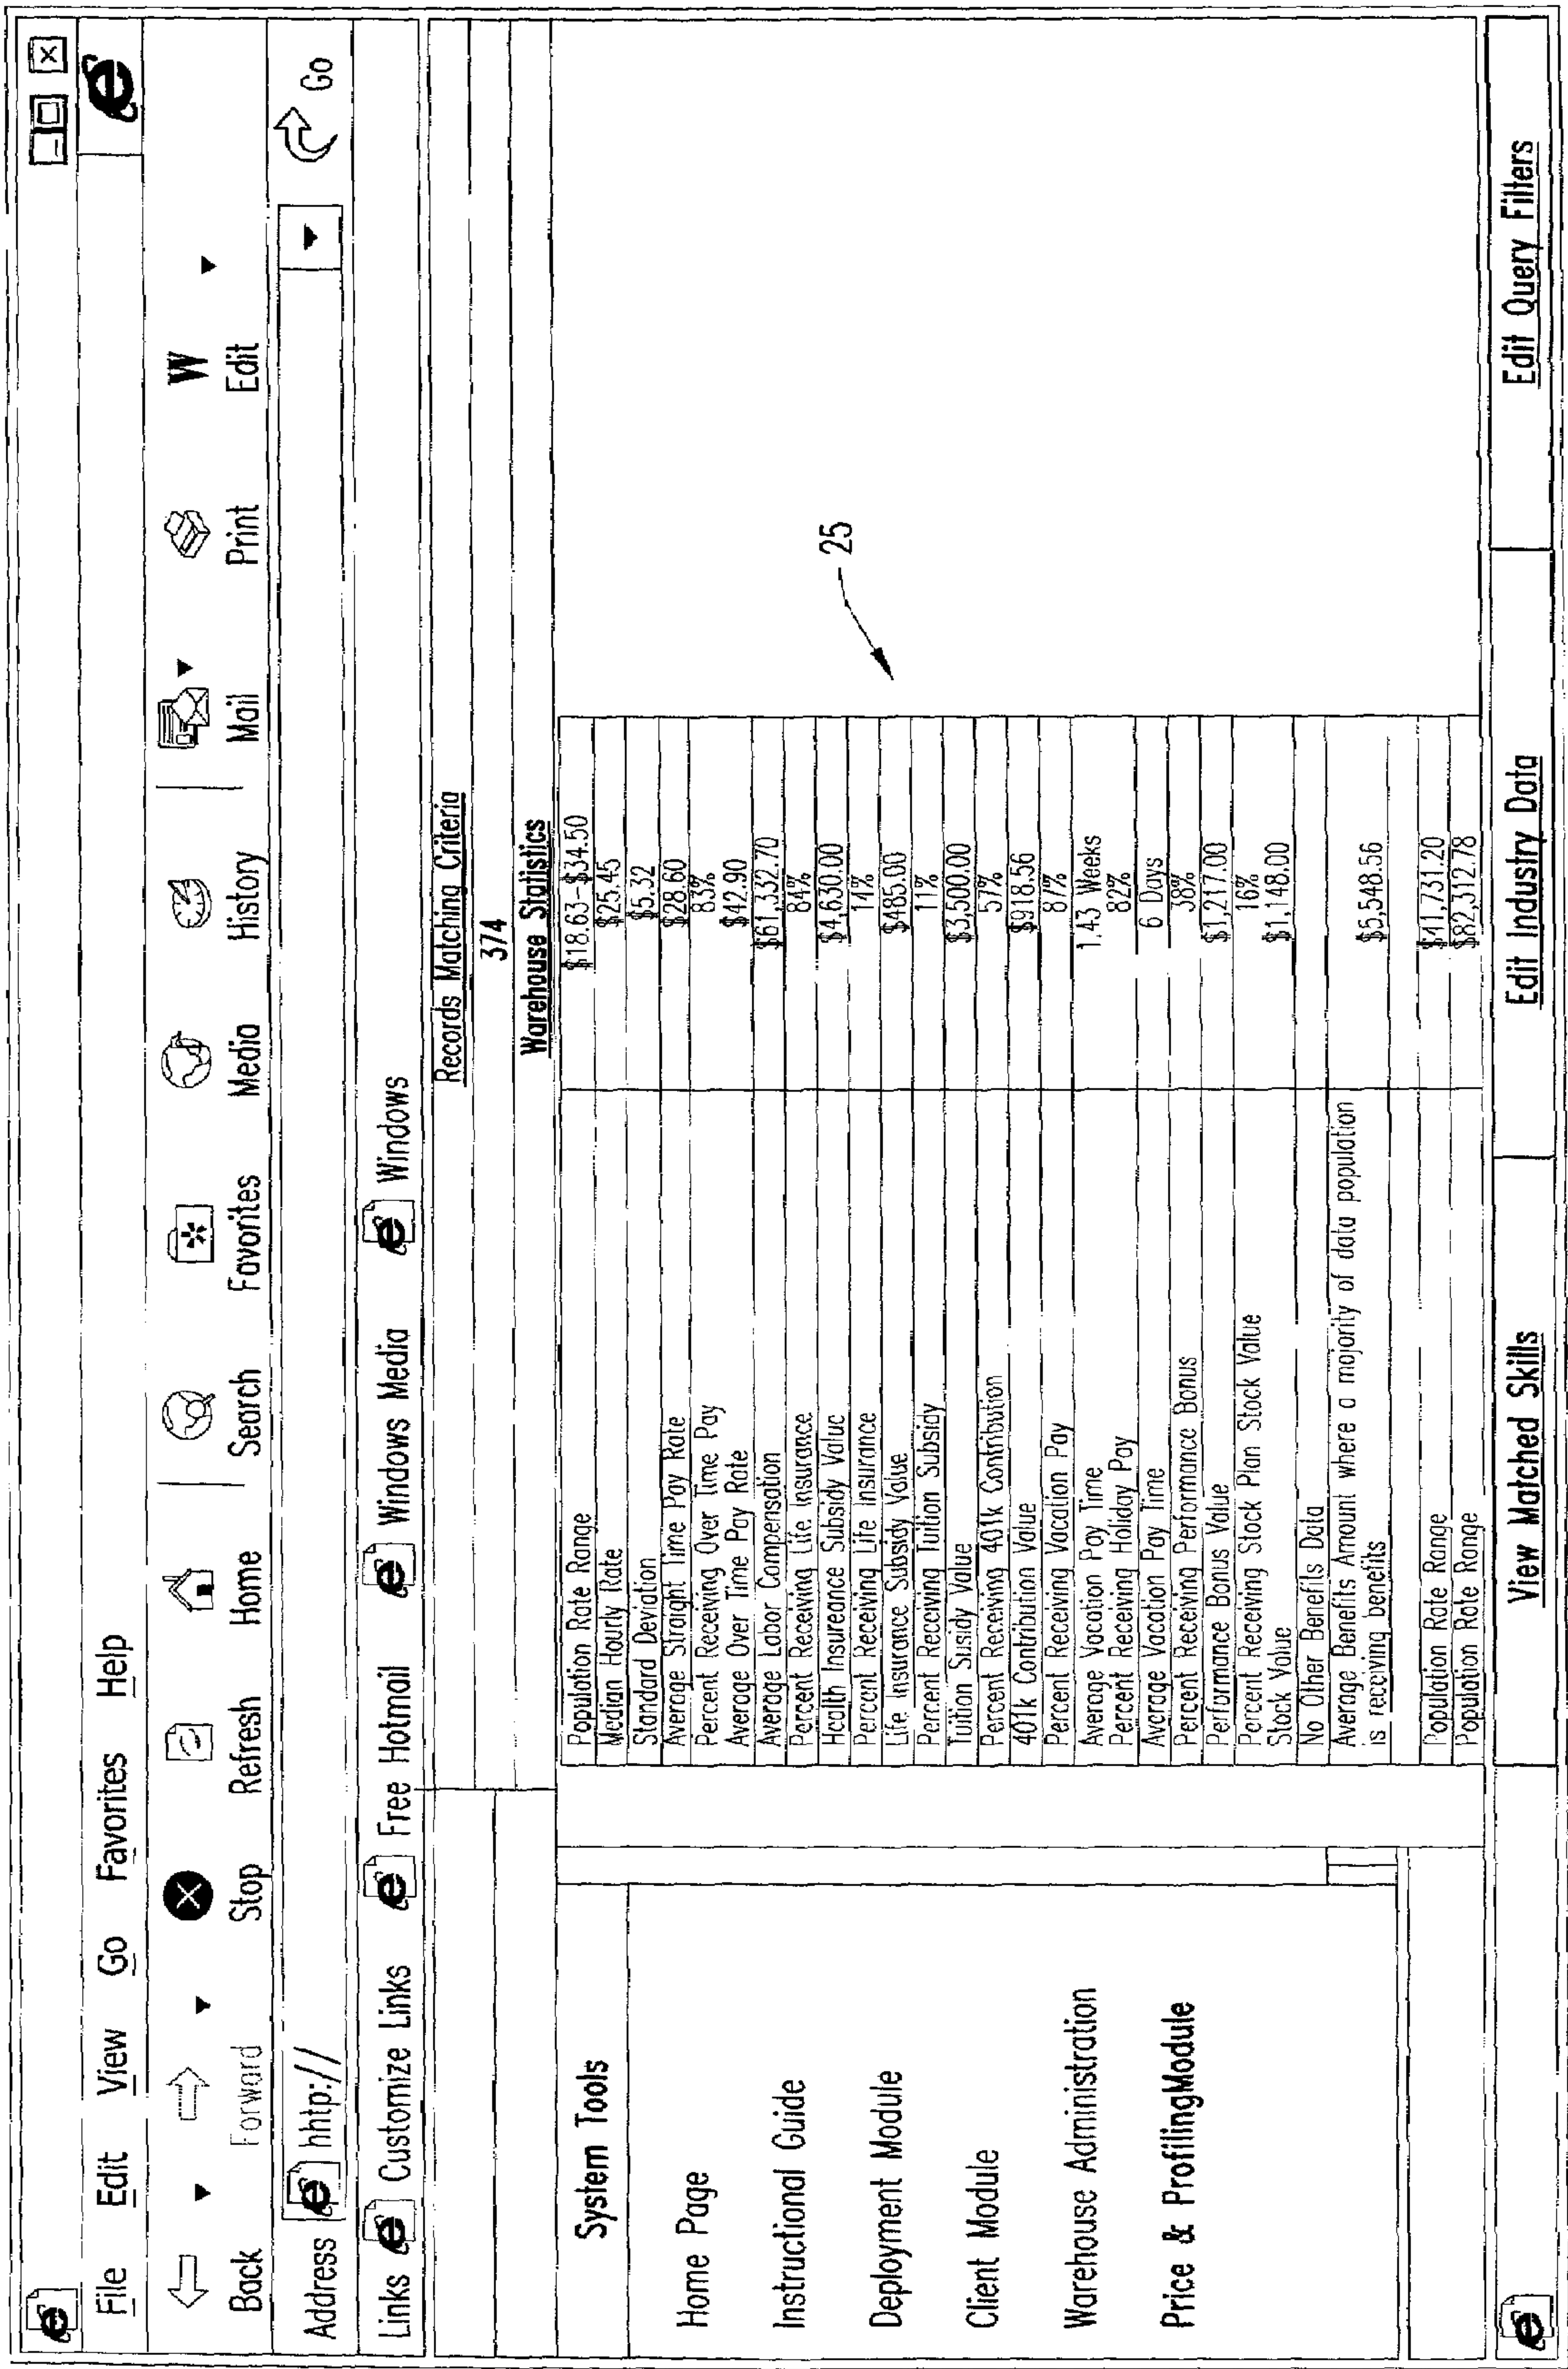 File Edit View Go Favorites Help
Back Forward Stop Refresh Home Search Favorites Media History Mail Print Edit
W
Address hhtp:// Go
Links Customize Links Free Hotmail Windows Media Windows
Records Matching Criteria
374
Warehouse Statistics
System Tools
Home Page
Instructional Guide
Deployment Module
Client Module
Warehouse Administration
Price & ProfilingModule
Population Rate Range $18.63-$34.50
Median Hourly Rate $25.45
Standard Deviation $5.32
Average Straight Time Pay Rate $28.60
Percent Receiving Over Time Pay 83%
Average Over Time Pay Rate $42.90
Average Labor Compensation $61,332.70
Percent Receiving Life Insurance 84%
Health Insureance Subsidy Value $4,630.00
Percent Receiving Life Insurance 14%
Life Insurance Subsidy Value $485.00
Percent Receiving Tuition Subsidy 11%
Tuition Susidy Value $3,500.00
Percent Receiving 401k Contribution 57%
401k Contribution Value $918.56
Percent Receiving Vacation Pay 87%
Average Vacation Pay Time 1.43 Weeks
Percent Receiving Holiday Pay 82%
Average Vacation Pay Time 6 Days
Percent Receiving Performance Bonus 38%
Performance Bonus Value $1,217.00
Percent Receiving Stock Plan Stock Value 16%
Stock Value $1,148.00
No Other Benefits Data
Average Benefits Amount where a majority of data population
is receiving benefits $5,548.56
Population Rate Range $41,731.20
Population Rate Range $82,312.78
25
View Matched Skills Edit Industry Data Edit Query Filters